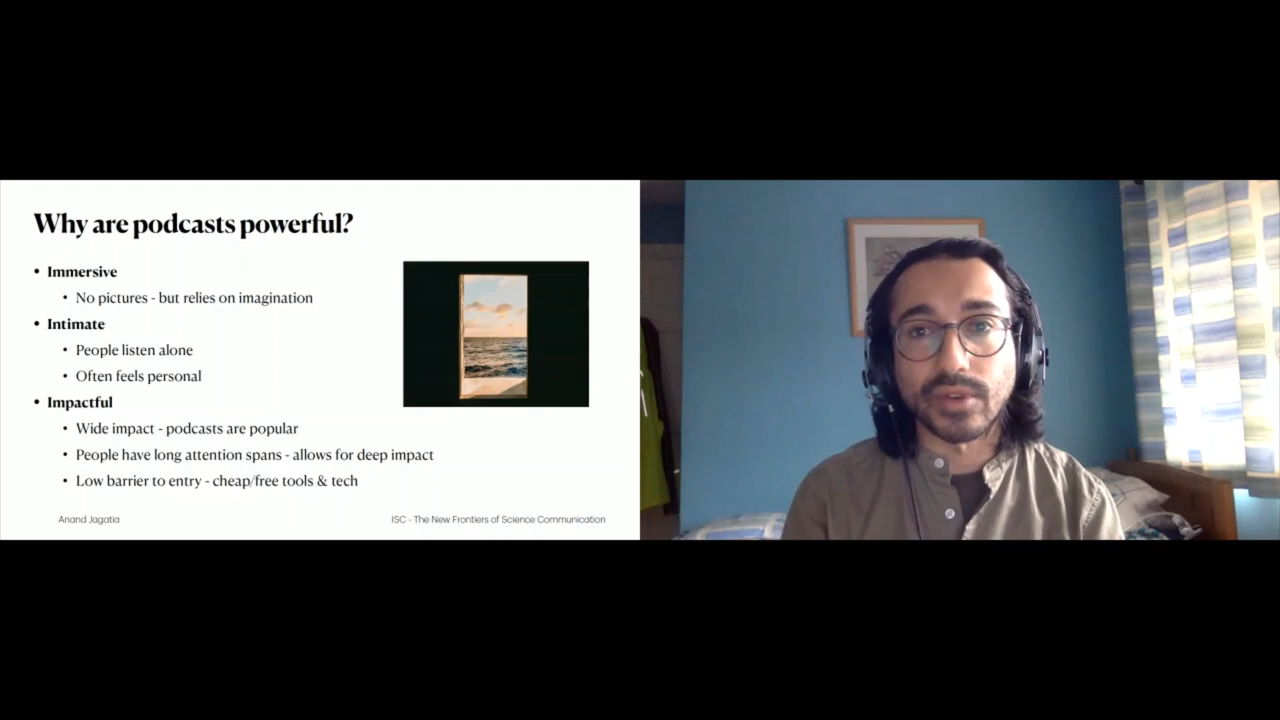 Why are podcasts powerful?
• Immersive
• No pictures - but relies on imagination
• Intimate
• People listen alone
• Often feels personal
• Impactful
• Wide impact - podcasts are popular
• People have long attention spans - allows for deep impact
• Low barrier to entry - cheap/free tools & tech
Anand Jagatia
ISC - The New Frontiers of Science Communication